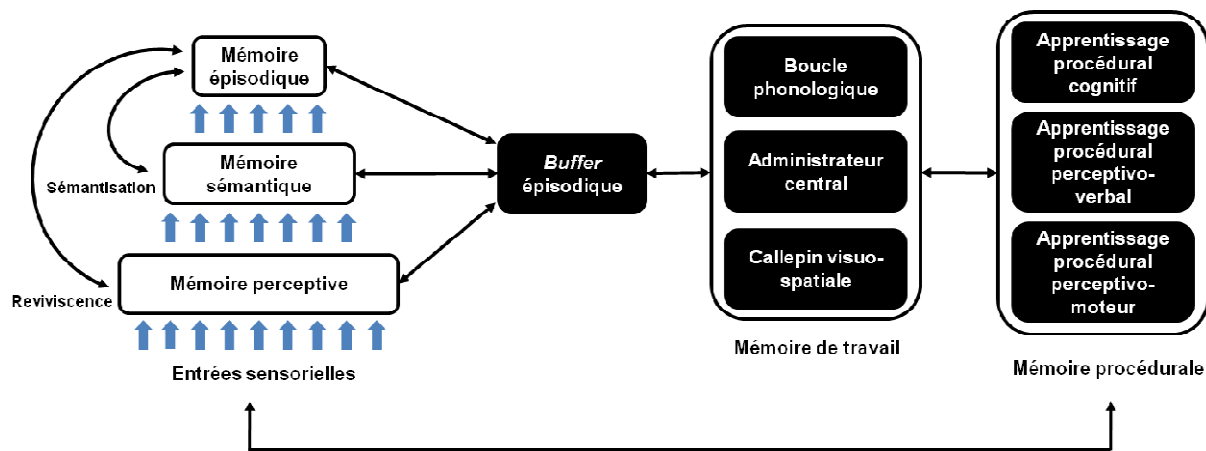 Mémoire
épisodique
Mémoire
sémantique
Sémantisation
Mémoire perceptive
Reviviscence
Entrées sensorielles
Buffer
épisodique
Boucle
phonologique
Administrateur
central
Callepin visuo-
spatiale
Mémoire de travail
Apprentissage
procédural
cognitif
Apprentissage
procédural
perceptivo-
verbal
Apprentissage
procédural
perceptivo-
moteur
Mémoire procédurale